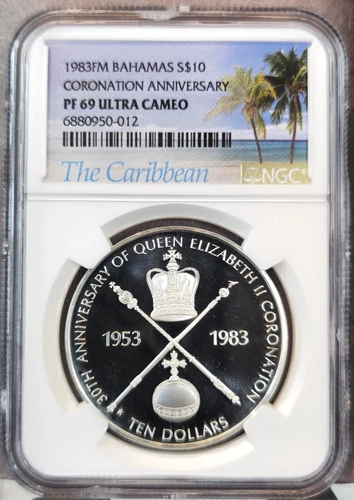 1983FM BAHAMAS S$10
CORONATION ANNIVERSARY
PF 69 ULTRA CAMEO
6880950-012
The Caribbean
NGC
30TH ANNIVERSARY OF QUEEN ELIZABETH II CORONATION
1953 1983
TEN DOLLARS